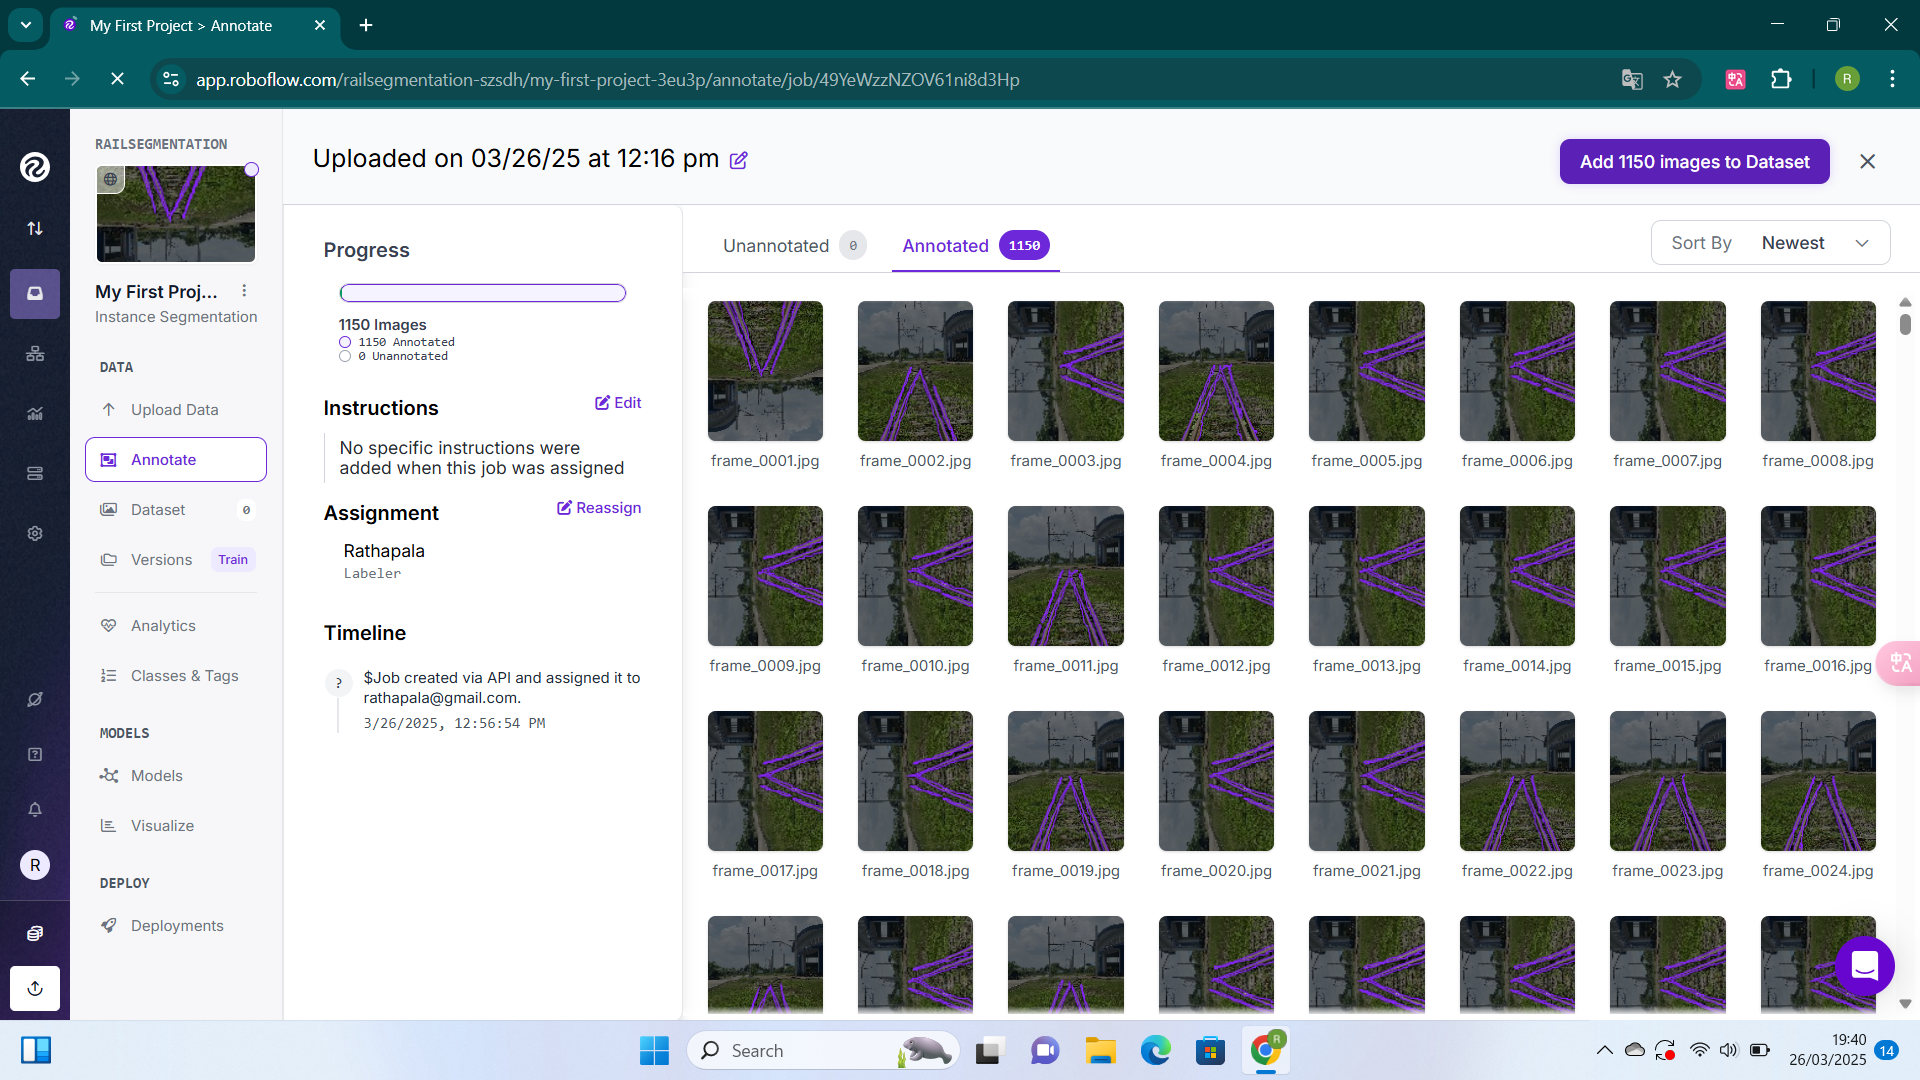 My First Project > Annotate
app.roboflow.com/railsegmentation-szsdh/my-first-project-3eu3p/annotate/job/49YeWzzNZOV61ni8d3Hp
R
RAILSEGMENTATION
My First Proj...
Instance Segmentation
DATA
Upload Data
Annotate
Dataset 0
Versions Train
Analytics
Classes & Tags
MODELS
Models
Visualize
DEPLOY
Deployments
R
Uploaded on 03/26/25 at 12:16 pm
Add 1150 images to Dataset
Progress
1150 Images
1150 Annotated
0 Unannotated
Instructions
Edit
No specific instructions were
added when this job was assigned
Assignment
Reassign
Rathapala
Labeler
Timeline
?
$Job created via API and assigned it to
rathapala@gmail.com.
3/26/2025, 12:56:54 PM
Unannotated 0
Annotated 1150
Sort By Newest
frame_0001.jpg frame_0002.jpg frame_0003.jpg frame_0004.jpg frame_0005.jpg frame_0006.jpg frame_0007.jpg frame_0008.jpg
frame_0009.jpg frame_0010.jpg frame_0011.jpg frame_0012.jpg frame_0013.jpg frame_0014.jpg frame_0015.jpg frame_0016.jpg
frame_0017.jpg frame_0018.jpg frame_0019.jpg frame_0020.jpg frame_0021.jpg frame_0022.jpg frame_0023.jpg frame_0024.jpg
Search
R
19:40
26/03/2025
14